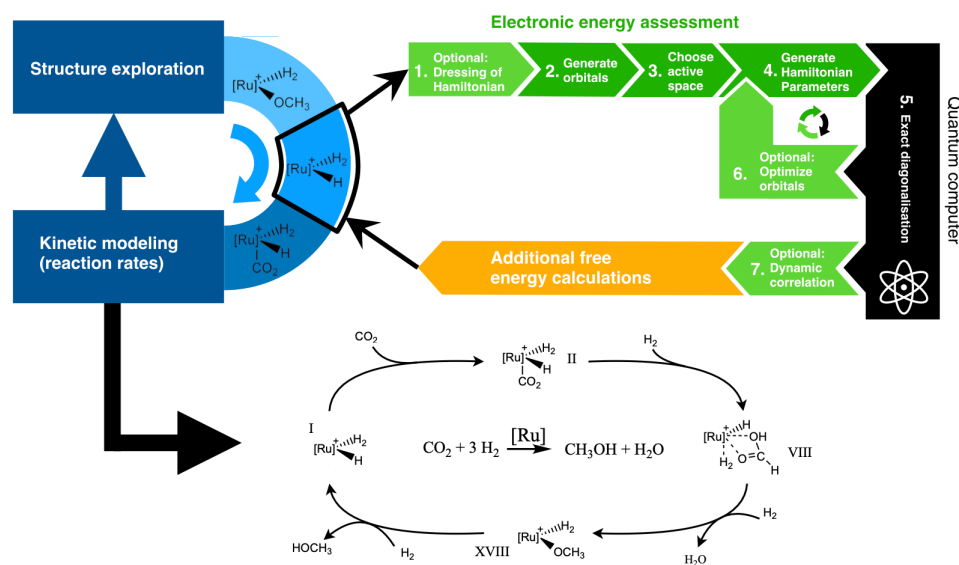 Electronic energy assessment
Structure exploration
Kinetic modeling
(reaction rates)
[Ru]
+
H2
OCH3
[Ru]
+
H2
H
[Ru]
+
H2
H
CO2
1. Optional:
Dressing of
Hamiltonian
2. Generate
orbitals
3. Choose
active
space
4. Generate
Hamiltonian
Parameters
5. Exact diagonalisation
Quantum computer
6. Optional:
Optimize
orbitals
7. Optional:
Dynamic
correlation
Additional free
energy calculations
CO2
[Ru]
+
H2
H
CO2
II
H2
I
[Ru]
+
H2
H
CO2 + 3 H2 [Ru] CH3OH + H2O
[Ru]
+
H
OH
H2
O
C
H
VIII
H2
H2O
XVIII
[Ru]
+
H2
OCH3
H2
HOCH3